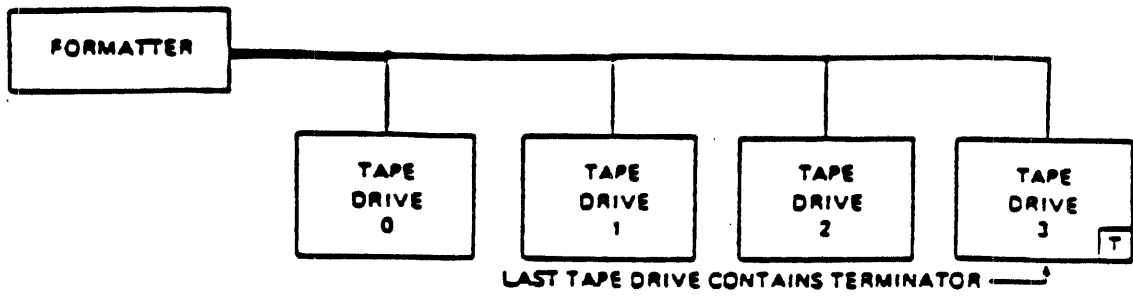 FORMATTER
TAPE
DRIVE
0
TAPE
DRIVE
1
TAPE
DRIVE
2
TAPE
DRIVE
3
T
LAST TAPE DRIVE CONTAINS TERMINATOR